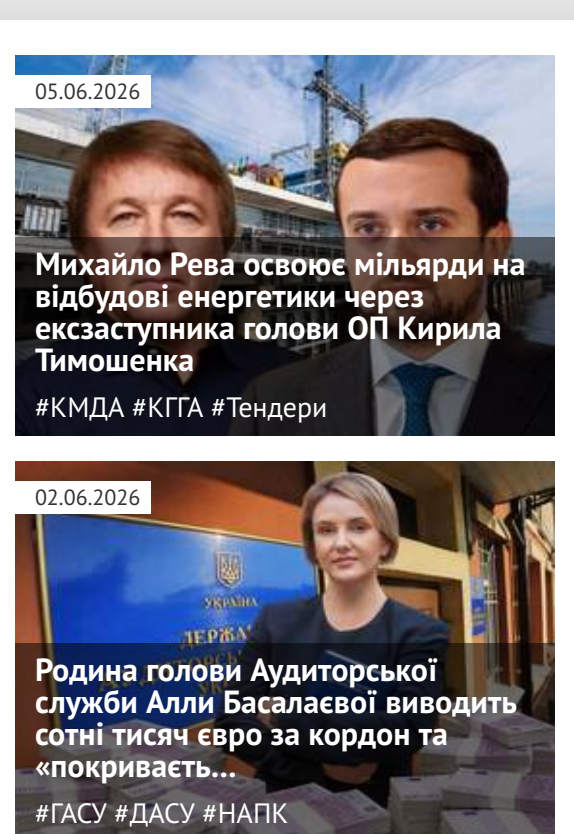 05.06.2026
Михайло Рева освоює мільярди на
відбудові енергетики через
ексзаступника голови ОП Кирила
Тимошенка
#КМДА #КГГА #Тендери
02.06.2026
УКРАЇНА
Родина голови Аудиторської
служби Алли Басалаєвої виводить
сотні тисяч євро за кордон та
«покриваєть...
#ГАСУ #ДАСУ #НАПК